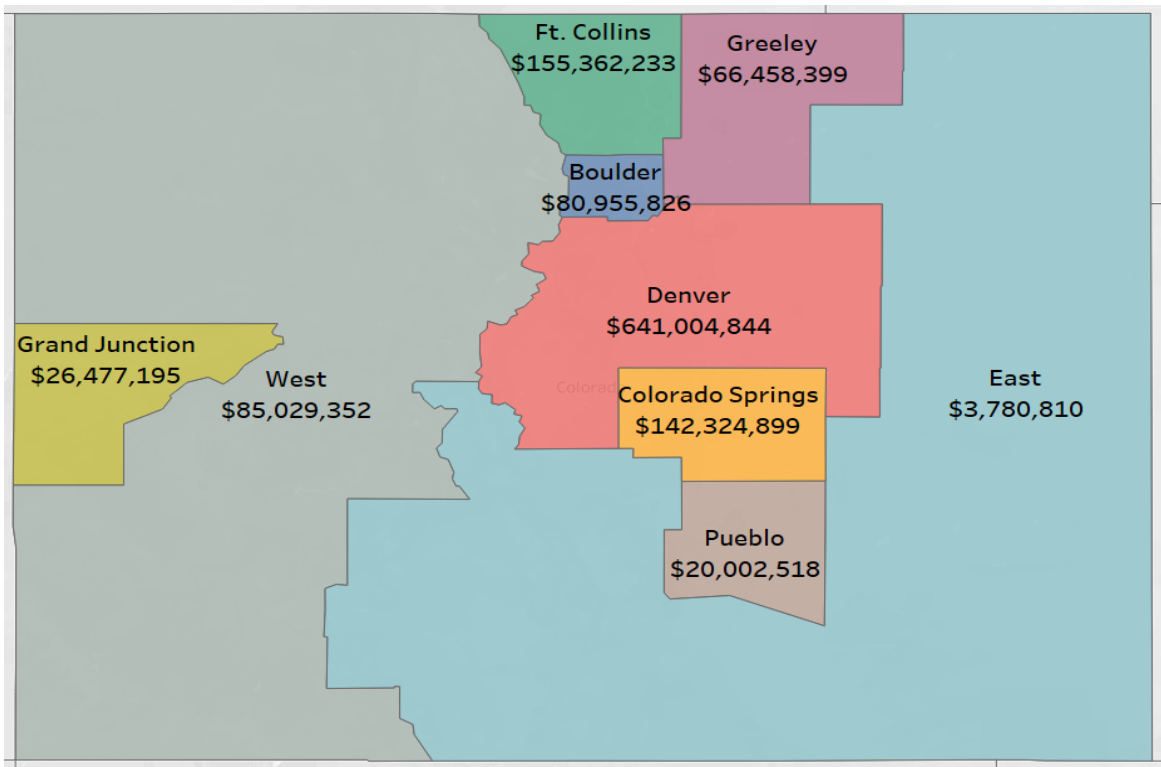 Ft. Collins
$155,362,233
Greeley
$66,458,399
Boulder
$80,955,826
Denver
$641,004,844
Grand Junction
$26,477,195
West
$85,029,352
Colorado Springs
$142,324,899
East
$3,780,810
Pueblo
$20,002,518
Colorad